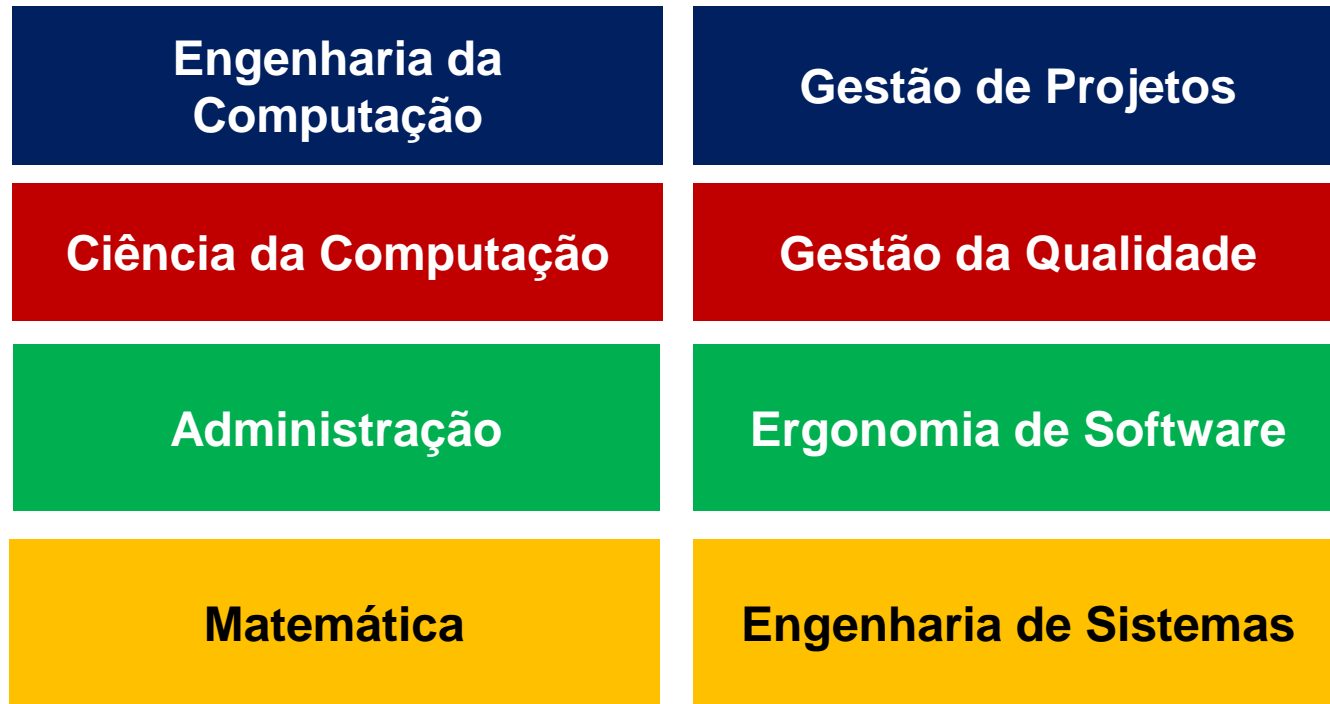 Engenharia da
Computação
Gestão de Projetos
Ciência da Computação
Gestão da Qualidade
Administração
Ergonomia de Software
Matemática
Engenharia de Sistemas